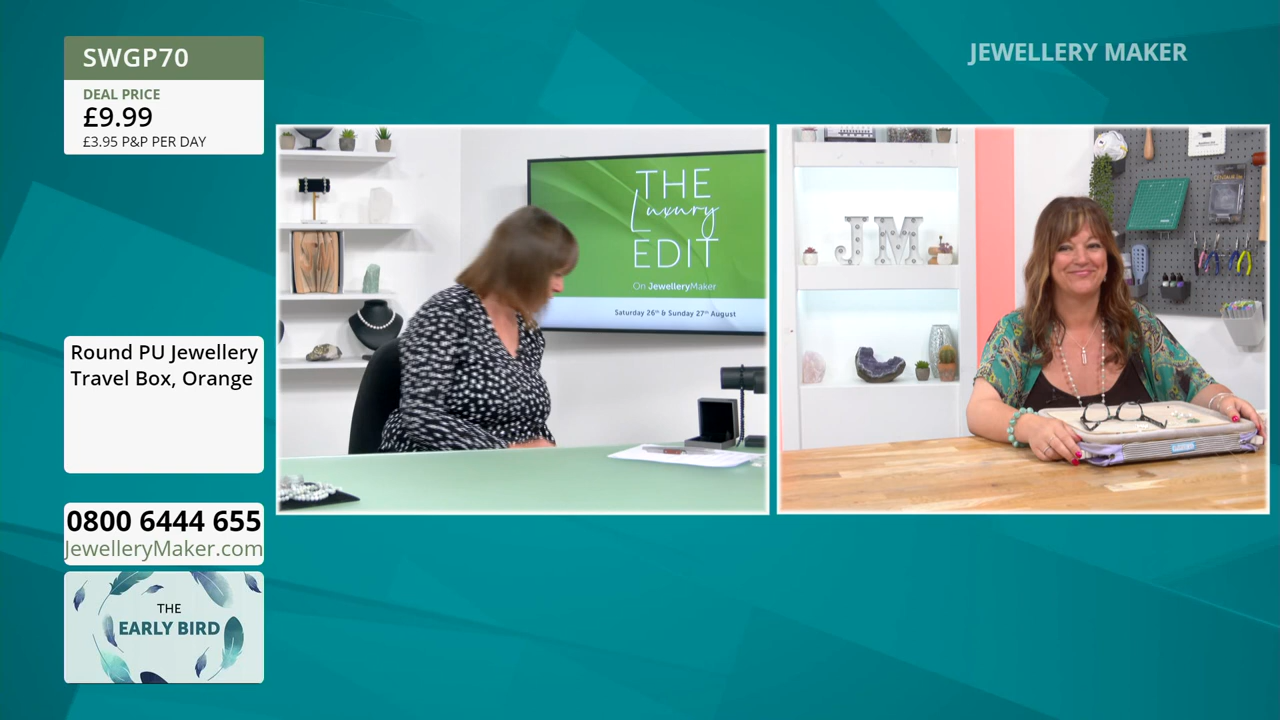 SWGP70
DEAL PRICE
£9.99
£3.95 P&P PER DAY
Round PU Jewellery
Travel Box, Orange
0800 6444 655
JewelleryMaker.com
THE
EARLY BIRD
JEWELLERY MAKER
THE
Luxury
EDIT
On JewelleryMaker
Saturday 26th & Sunday 27th August
JM